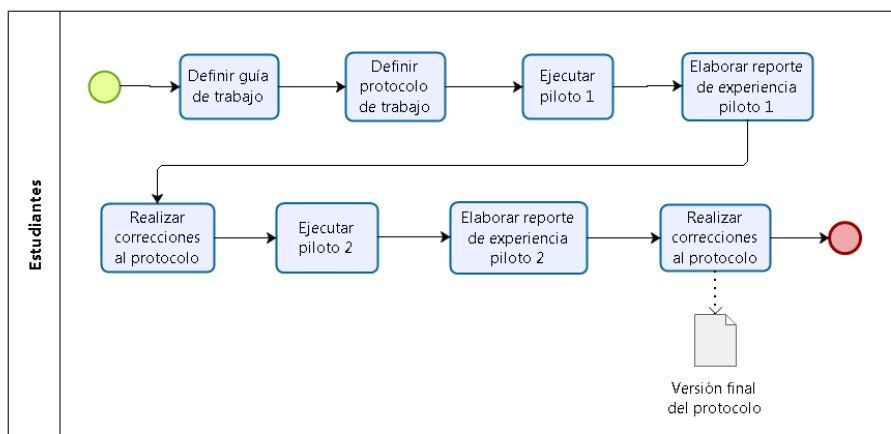 Estudiantes
Definir guía
de trabajo
Definir
protocolo
de trabajo
Ejecutar
piloto 1
Elaborar reporte
de experiencia
piloto 1
Realizar
correcciones
al protocolo
Ejecutar
piloto 2
Elaborar reporte
de experiencia
piloto 2
Realizar
correcciones
al protocolo
Versión final
del protocolo